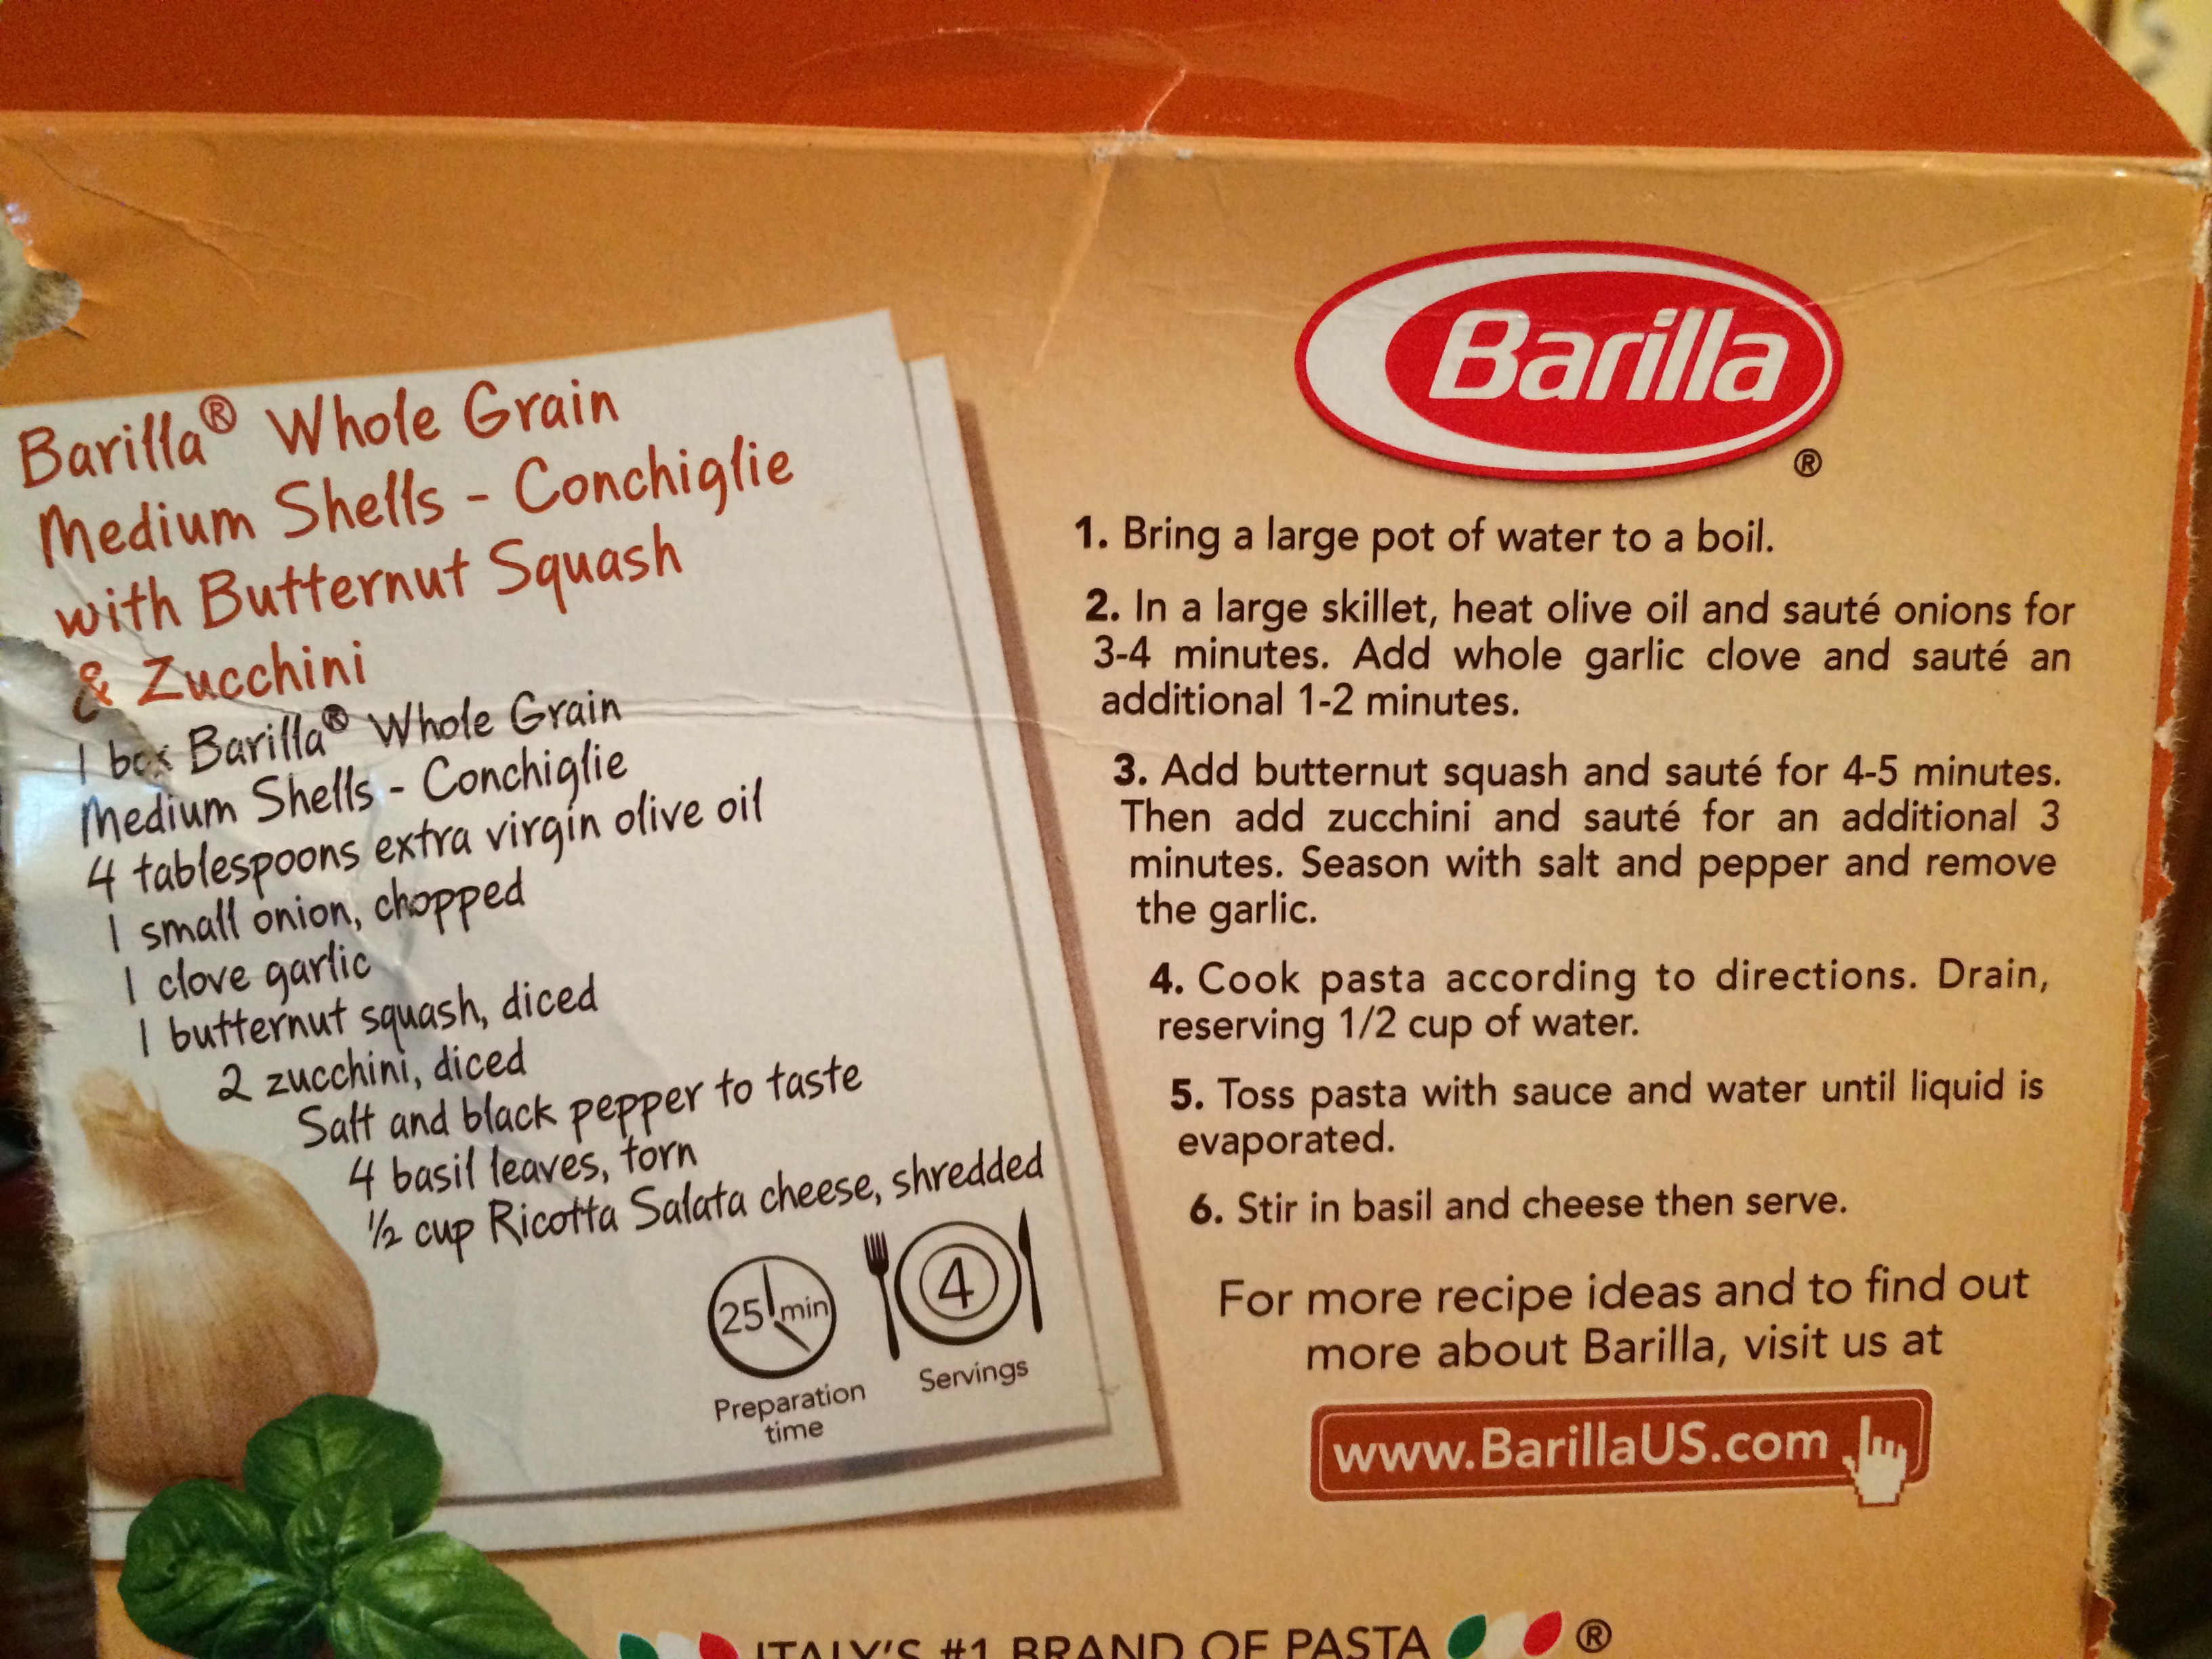 Barilla® Whole Grain
Medium Shells - Conchiglie
with Butternut Squash
& Zucchini
1 box Barilla® Whole Grain
Medium Shells - Conchiglie
4 tablespoons extra virgin olive oil
1 small onion, chopped
1 clove garlic
1 butternut squash, diced
2 zucchini, diced
Salt and black pepper to taste
4 basil leaves, torn
½ cup Ricotta Salata cheese, shredded
25 min
Preparation
time
4
Servings
Barilla
®
1. Bring a large pot of water to a boil.
2. In a large skillet, heat olive oil and sauté onions for
3-4 minutes. Add whole garlic clove and sauté an
additional 1-2 minutes.
3. Add butternut squash and sauté for 4-5 minutes.
Then add zucchini and sauté for an additional 3
minutes. Season with salt and pepper and remove
the garlic.
4. Cook pasta according to directions. Drain,
reserving 1/2 cup of water.
5. Toss pasta with sauce and water until liquid is
evaporated.
6. Stir in basil and cheese then serve.
For more recipe ideas and to find out
more about Barilla, visit us at
www.BarillaUS.com
ITALY'S #1 BRAND OF PASTA ®